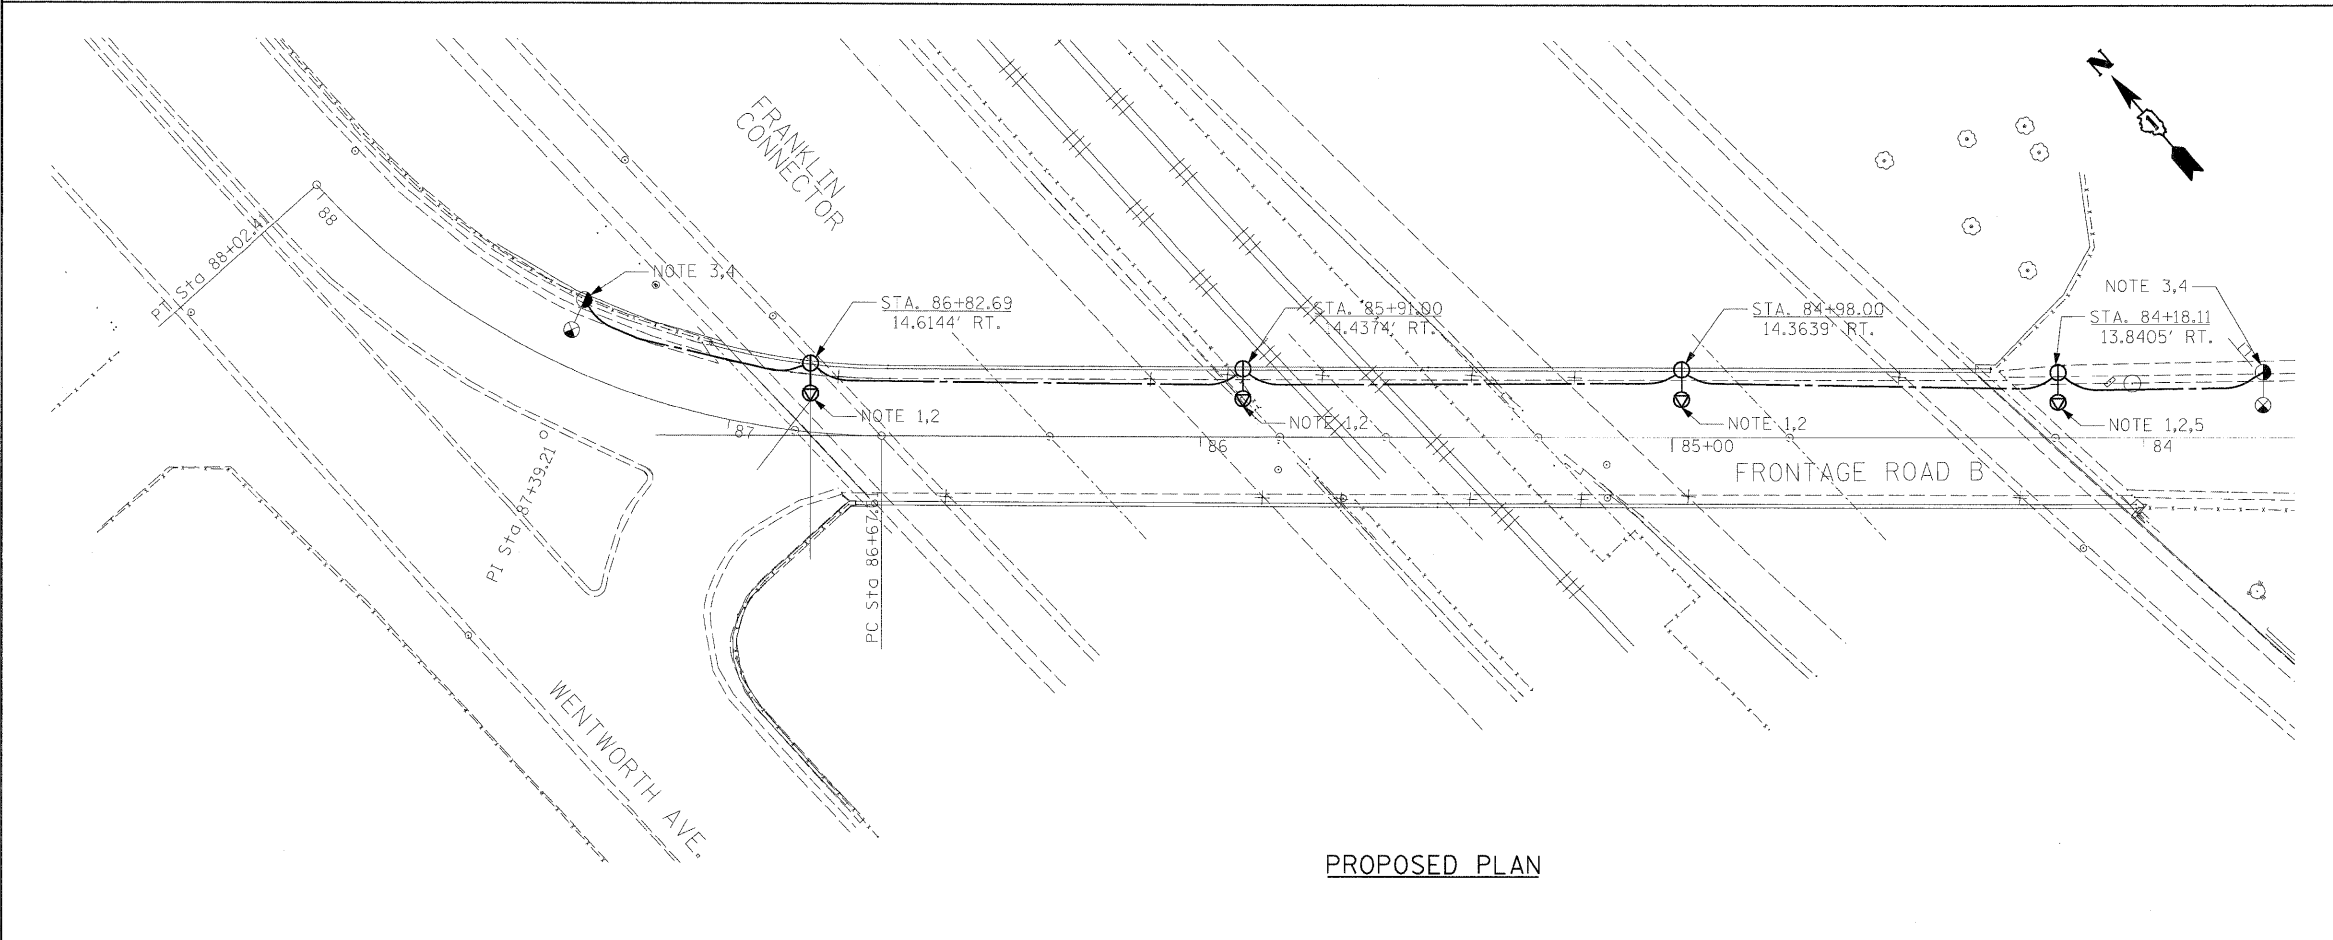 N
FRANKLIN
CONNECTOR
88
PT Sta 88+02.4
NOTE 3,4
STA. 86+82.69
14.6144' RT.
STA. 85+91.00
14.4374' RT.
STA. 84+98.00
14.3639' RT.
NOTE 3,4
STA. 84+18.11
13.8405' RT.
NOTE 1,2
NOTE 1,2
NOTE 1,2
NOTE 1,2,5
87
86
85+00
84
FRONTAGE ROAD B
PI Sta 87+39.21
PC Sta 86+67
WENTWORTH AVE.
PROPOSED PLAN